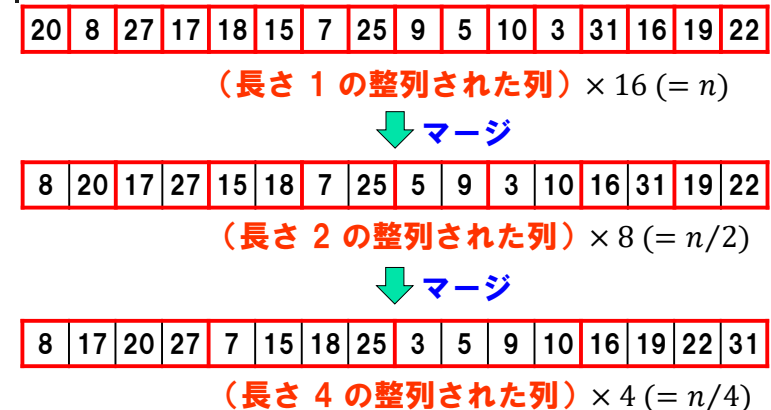 20 8 27 17 18 15 7 25 9 5 10 3 31 16 19 22
（長さ 1 の整列された列）× 16 (= n)
マージ
8 20 17 27 15 18 7 25 5 9 3 10 16 31 19 22
（長さ 2 の整列された列）× 8 (= n/2)
マージ
8 17 20 27 7 15 18 25 3 5 9 10 16 19 22 31
（長さ 4 の整列された列）× 4 (= n/4)